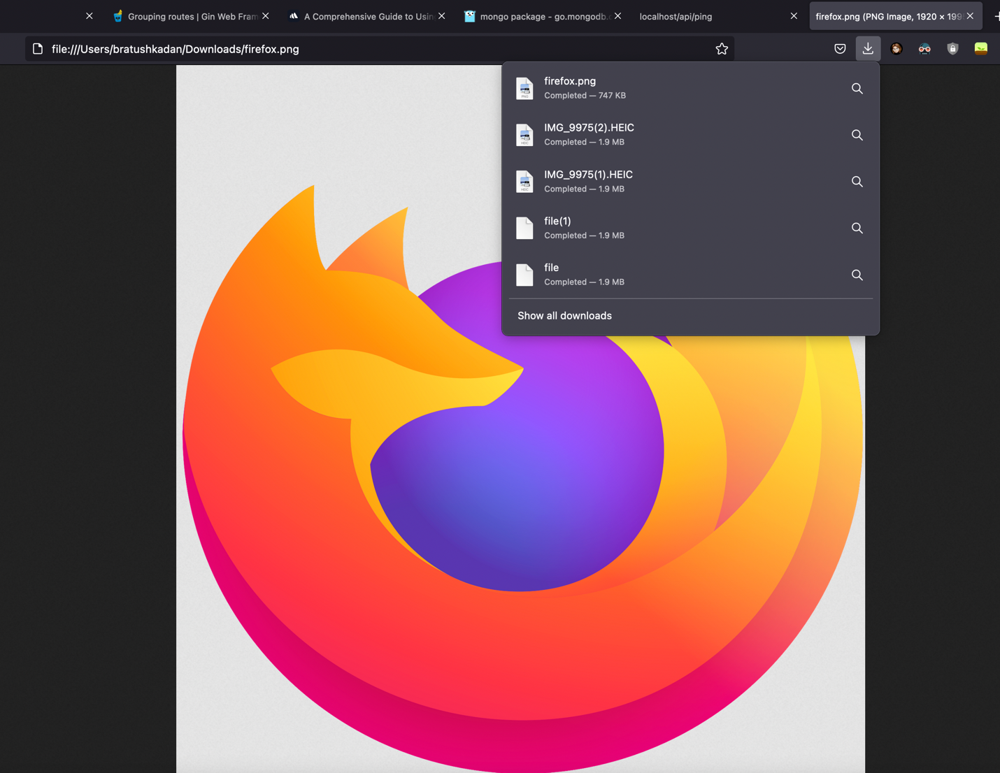 Grouping routes | Gin Web Fram
A Comprehensive Guide to Usin
mongo package - go.mongodb.o
localhost/api/ping
firefox.png (PNG Image, 1920 × 199
file:///Users/bratushkadan/Downloads/firefox.png
firefox.png
Completed — 747 KB
PNG
IMG_9975(2).HEIC
Completed — 1.9 MB
HEIC
IMG_9975(1).HEIC
Completed — 1.9 MB
HEIC
file(1)
Completed — 1.9 MB
file
Completed — 1.9 MB
Show all downloads